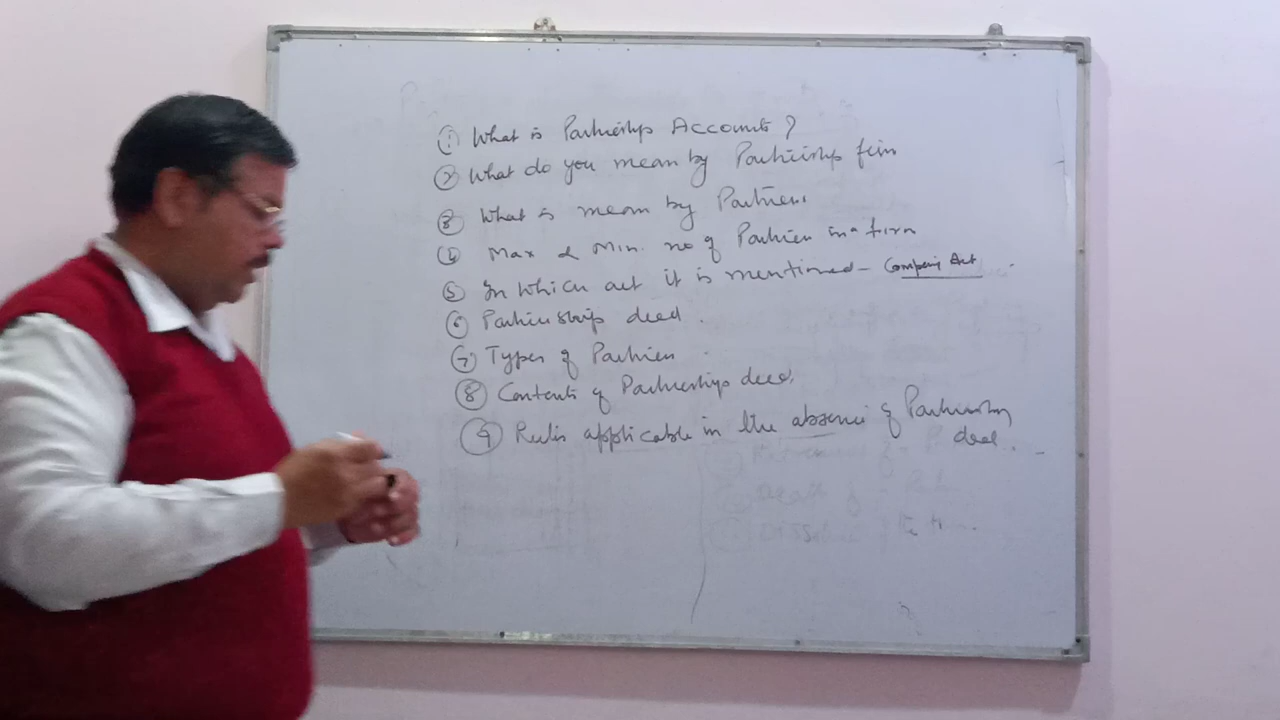 ① What is Partnership Accounts ?
② What do you mean by Partnership firm
③ What is mean by Partners
④ Max & Min. no of Partners in a firm
⑤ In which act it is mentioned - Company Act
⑥ Partnership deed.
⑦ Types of Partners
⑧ Contents of Partnership deed.
⑨ Rules applicable in the absence of Partnership
deed.